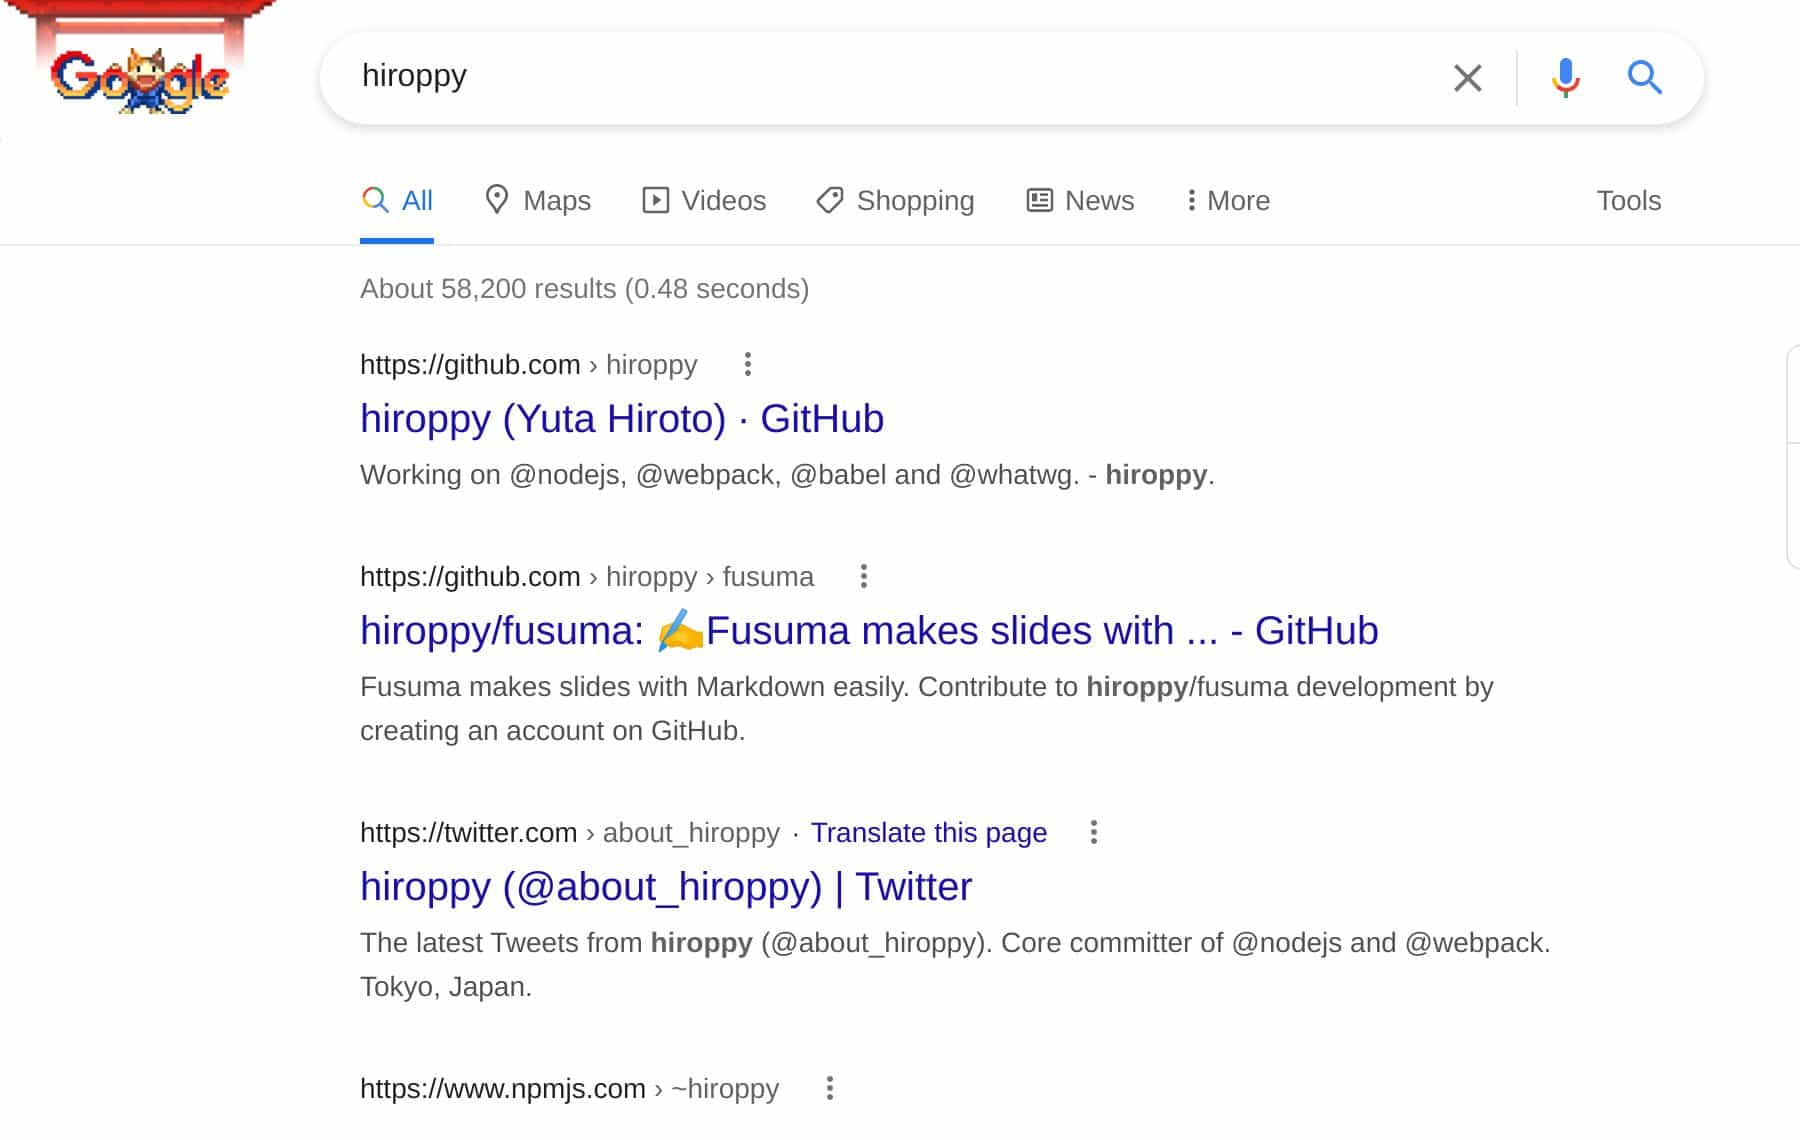 Google
hiroppy
All Maps Videos Shopping News More Tools
About 58,200 results (0.48 seconds)
https://github.com › hiroppy
hiroppy (Yuta Hiroto) · GitHub
Working on @nodejs, @webpack, @babel and @whatwg. - hiroppy.
https://github.com › hiroppy › fusuma
hiroppy/fusuma: ✍️Fusuma makes slides with ... - GitHub
Fusuma makes slides with Markdown easily. Contribute to hiroppy/fusuma development by
creating an account on GitHub.
https://twitter.com › about_hiroppy · Translate this page
hiroppy (@about_hiroppy) | Twitter
The latest Tweets from hiroppy (@about_hiroppy). Core committer of @nodejs and @webpack.
Tokyo, Japan.
https://www.npmjs.com › ~hiroppy